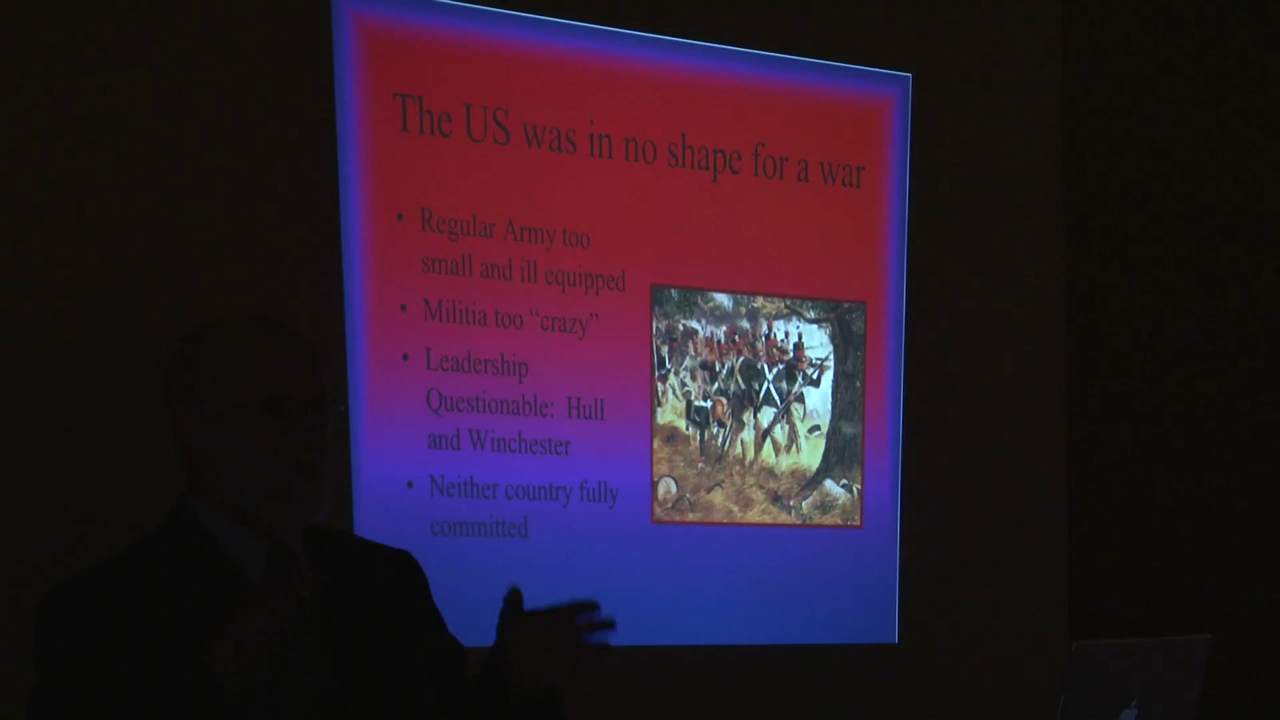 The US was in no shape for a war
• Regular Army too
small and ill equipped
• Militia too “crazy”
• Leadership
Questionable: Hull
and Winchester
• Neither country fully
committed